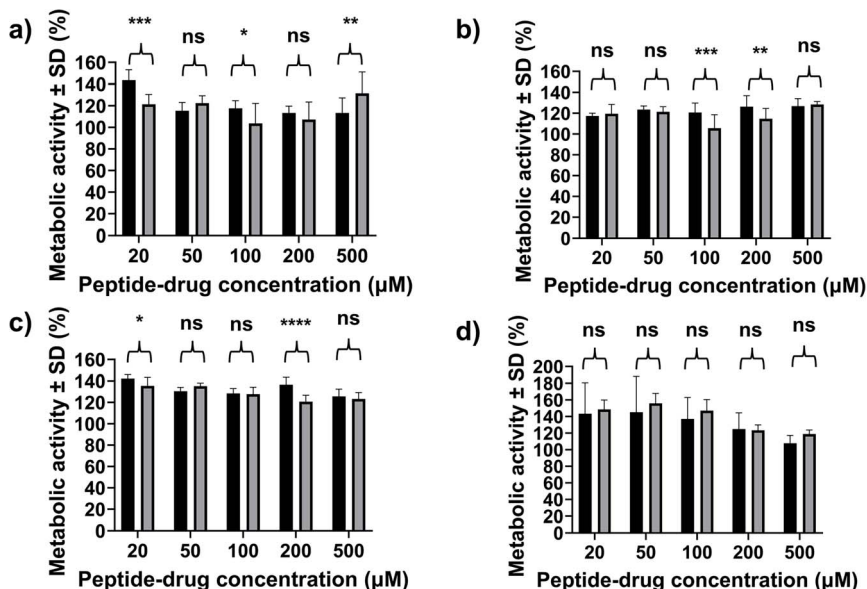 a)
Metabolic activity ± SD (%)
*** ns * ns **
160
140
120
100
80
60
40
20
0
20 50 100 200 500
Peptide-drug concentration (µM)
b)
Metabolic activity ± SD (%)
ns ns *** ** ns
160
140
120
100
80
60
40
20
0
20 50 100 200 500
Peptide-drug concentration (µM)
c)
Metabolic activity ± SD (%)
* ns ns **** ns
160
140
120
100
80
60
40
20
0
20 50 100 200 500
Peptide-drug concentration (µM)
d)
Metabolic activity ± SD (%)
ns ns ns ns ns
200
180
160
140
120
100
80
60
40
20
0
20 50 100 200 500
Peptide-drug concentration (µM)